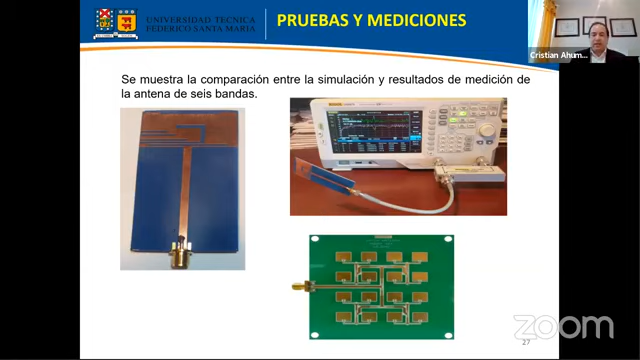 UNIVERSIDAD TECNICA
FEDERICO SANTA MARIA
PRUEBAS Y MEDICIONES
Cristian Ahum...
Se muestra la comparación entre la simulación y resultados de medición de
la antena de seis bandas.
27
zoom